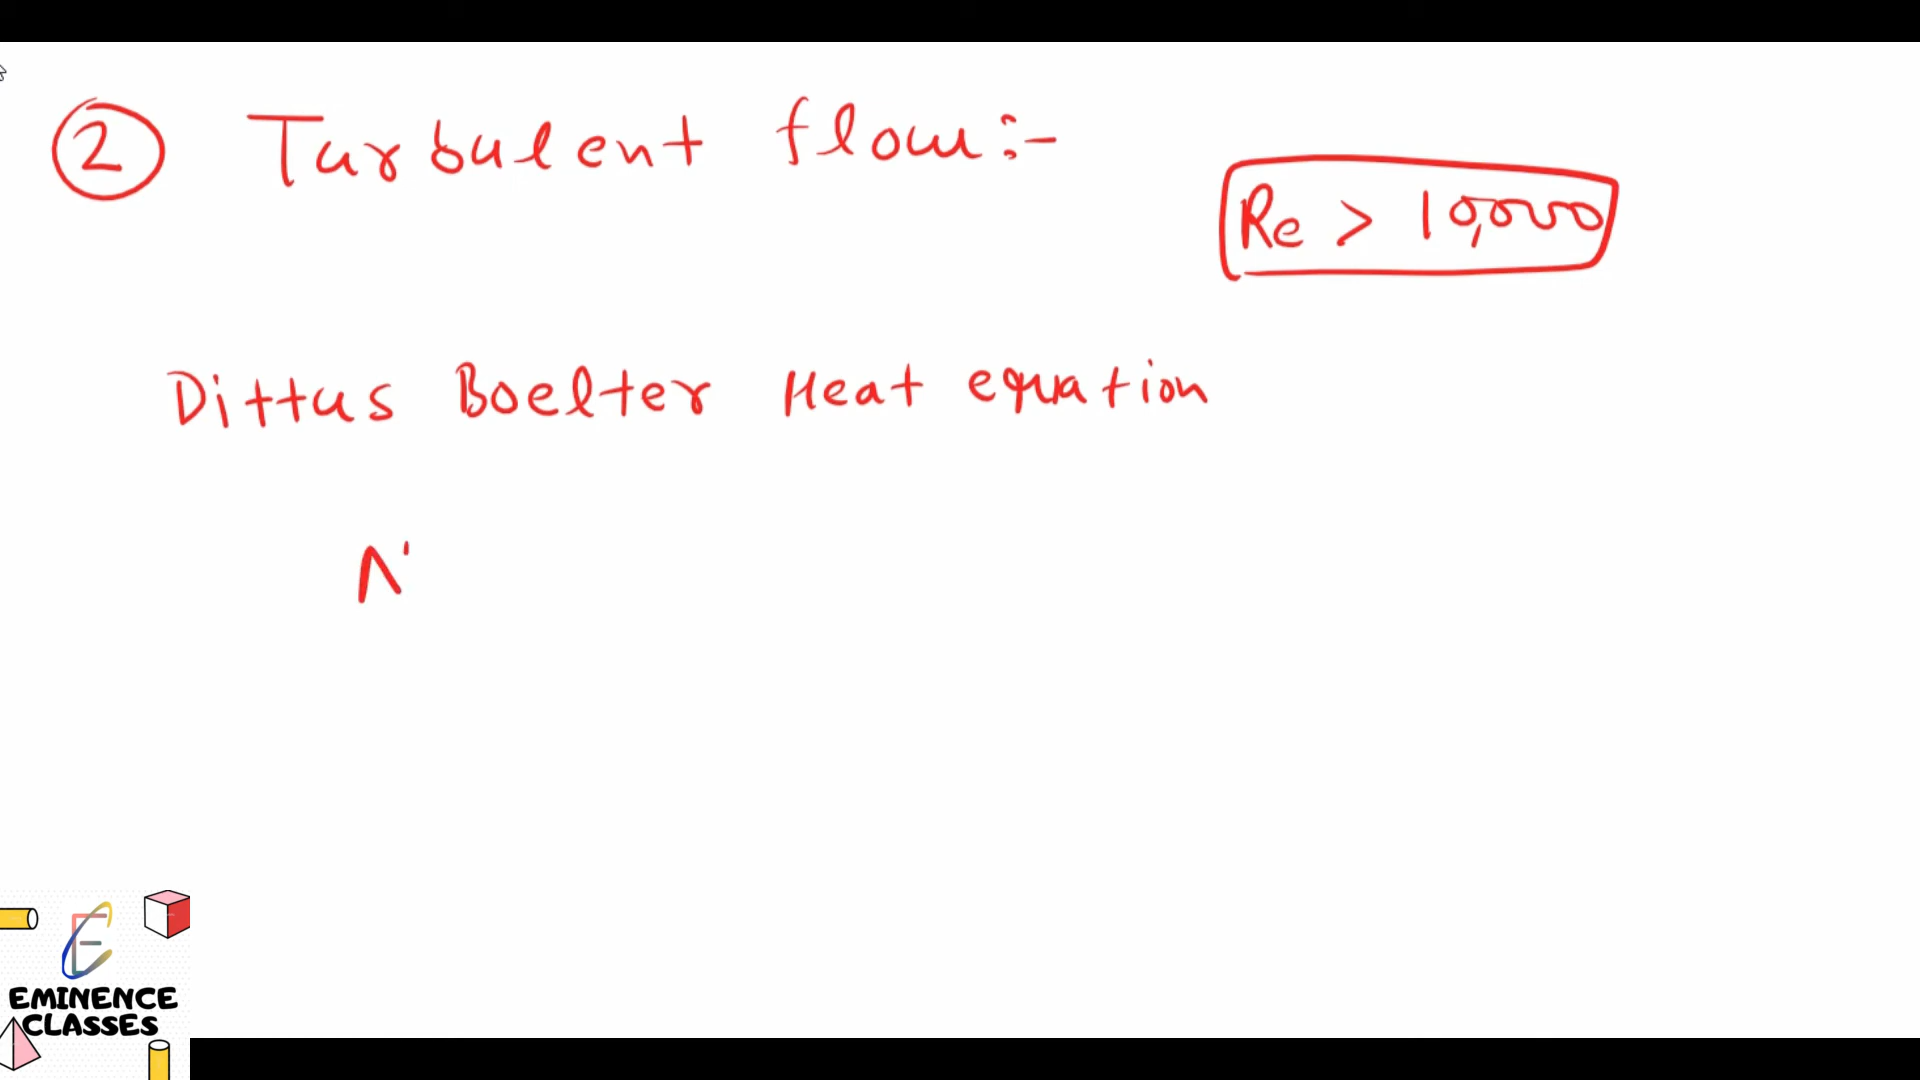 2 Turbulent flow :-
Re > 10,000
Dittus Boelter Heat equation
N
EMINENCE
CLASSES